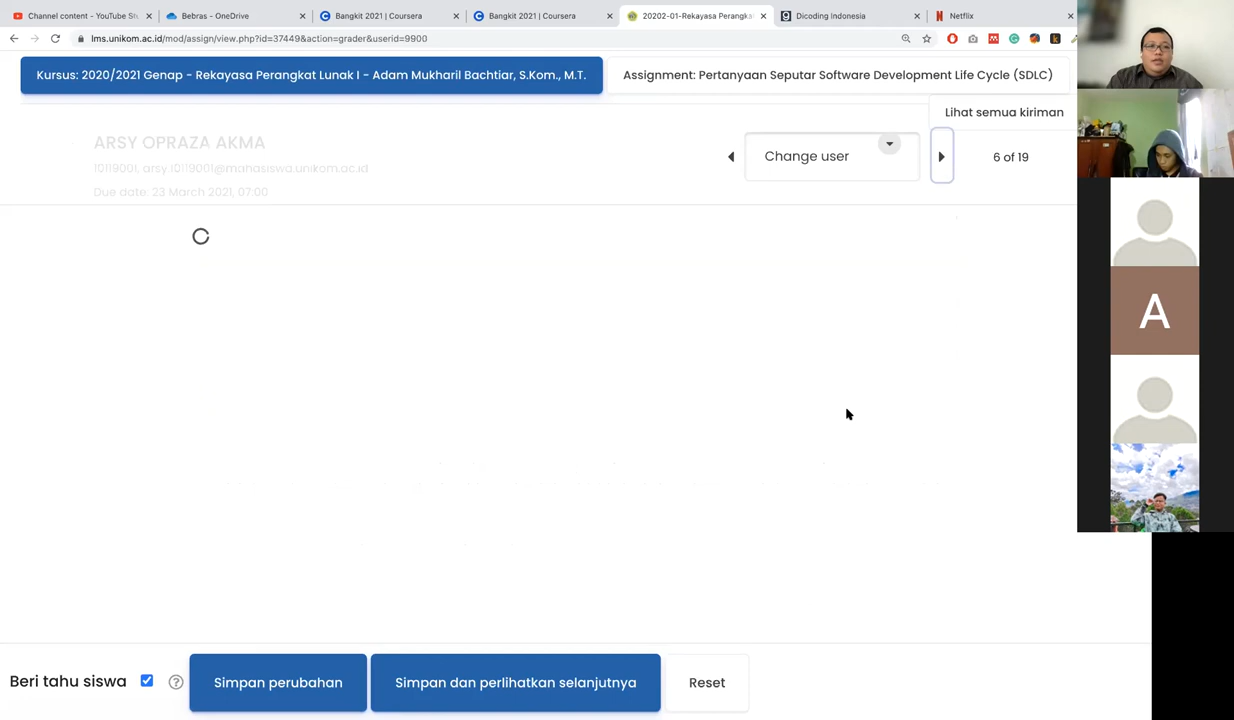 Channel content - YouTube St
Bebras - OneDrive
Bangkit 2021 | Coursera
Bangkit 2021 | Coursera
20202-01-Rekayasa Perangka
Dicoding Indonesia
Netflix
lms.unikom.ac.id/mod/assign/view.php?id=37449&action=grader&userid=9900
Kursus: 2020/2021 Genap - Rekayasa Perangkat Lunak I - Adam Mukharil Bachtiar, S.Kom., M.T.
Assignment: Pertanyaan Seputar Software Development Life Cycle (SDLC)
Lihat semua kiriman
ARSY OPRAZA AKMA
10119001, arsy.10119001@mahasiswa.unikom.ac.id
Due date: 23 March 2021, 07:00
Change user
6 of 19
A
Beri tahu siswa
Simpan perubahan
Simpan dan perlihatkan selanjutnya
Reset